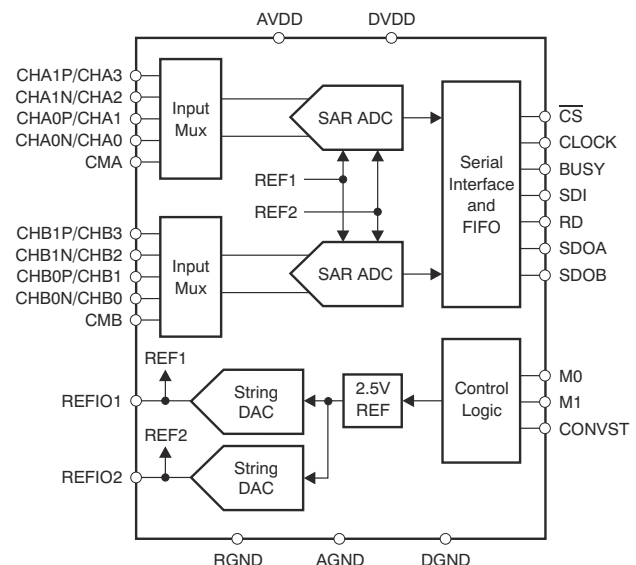 AVDD
DVDD
CHA1P/CHA3
CHA1N/CHA2
CHA0P/CHA1
CHA0N/CHA0
CMA
Input
Mux
SAR ADC
REF1
REF2
CHB1P/CHB3
CHB1N/CHB2
CHB0P/CHB1
CHB0N/CHB0
CMB
Input
Mux
SAR ADC
Serial
Interface
and
FIFO
CS
CLOCK
BUSY
SDI
RD
SDOA
SDOB
REF1
REFIO1
String
DAC
2.5V
REF
Control
Logic
M0
M1
CONVST
REF2
REFIO2
String
DAC
RGND
AGND
DGND